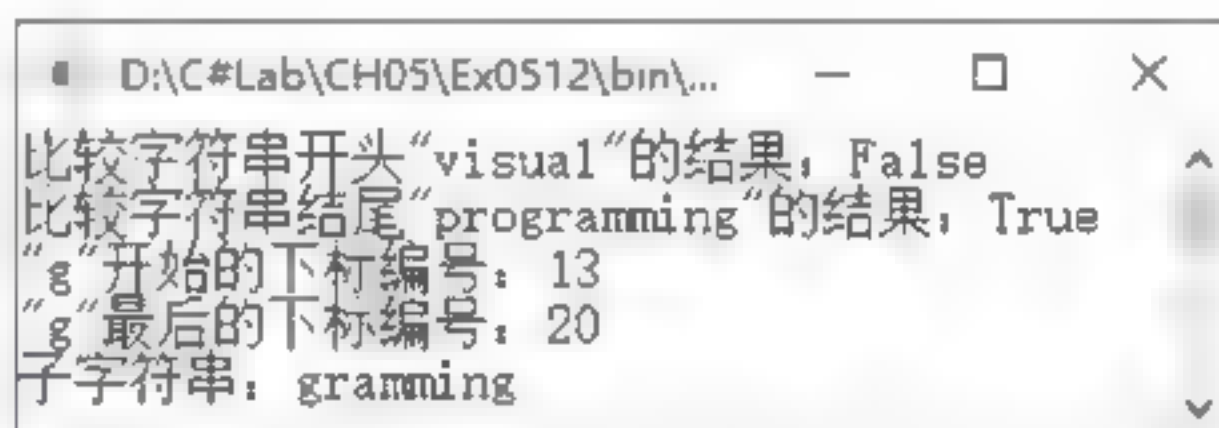 D:\C#Lab\CH05\Ex0512\bin\...
比较字符串开头"visual"的结果：False
比较字符串结尾"programming"的结果：True
"g"开始的下标编号：13
"g"最后的下标编号：20
子字符串：gramming